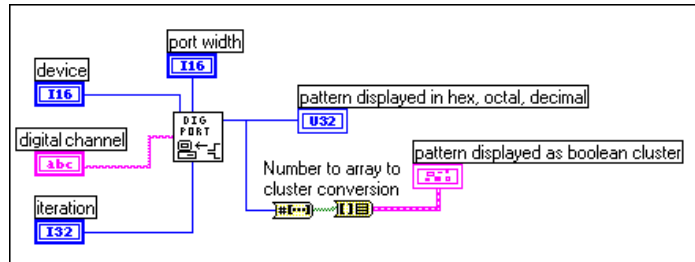 port width
I16
device
I16
pattern displayed in hex, octal, decimal
U32
DIG
PORT
digital channel
abc
pattern displayed as boolean cluster
Number to array to
cluster conversion
#[...]
[]
iteration
I32